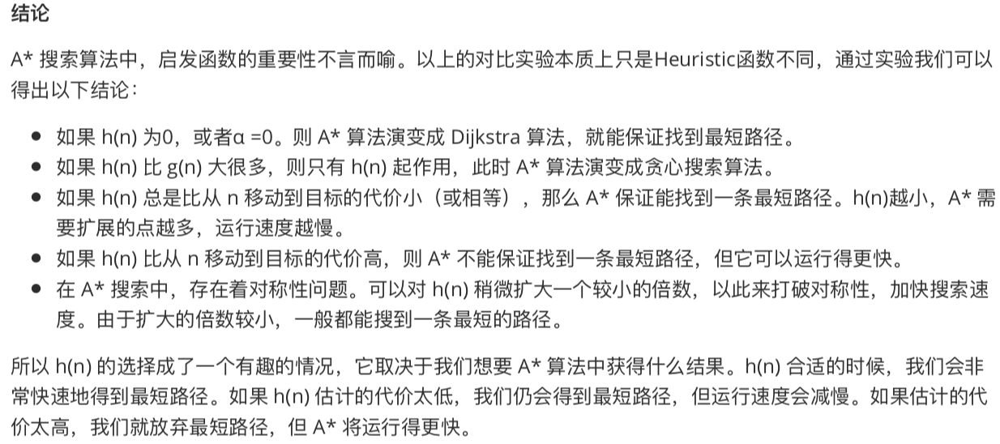 结论
A* 搜索算法中，启发函数的重要性不言而喻。以上的对比实验本质上只是Heuristic函数不同，通过实验我们可以
得出以下结论：
● 如果 h(n) 为0，或者α =0。则 A* 算法演变成 Dijkstra 算法，就能保证找到最短路径。
● 如果 h(n) 比 g(n) 大很多，则只有 h(n) 起作用，此时 A* 算法演变成贪心搜索算法。
● 如果 h(n) 总是比从 n 移动到目标的代价小（或相等），那么 A* 保证能找到一条最短路径。h(n)越小，A* 需
要扩展的点越多，运行速度越慢。
● 如果 h(n) 比从 n 移动到目标的代价高，则 A* 不能保证找到一条最短路径，但它可以运行得更快。
● 在 A* 搜索中，存在着对称性问题。可以对 h(n) 稍微扩大一个较小的倍数，以此来打破对称性，加快搜索速
度。由于扩大的倍数较小，一般都能搜到一条最短的路径。
所以 h(n) 的选择成了一个有趣的情况，它取决于我们想要 A* 算法中获得什么结果。h(n) 合适的时候，我们会非
常快速地得到最短路径。如果 h(n) 估计的代价太低，我们仍会得到最短路径，但运行速度会减慢。如果估计的代
价太高，我们就放弃最短路径，但 A* 将运行得更快。